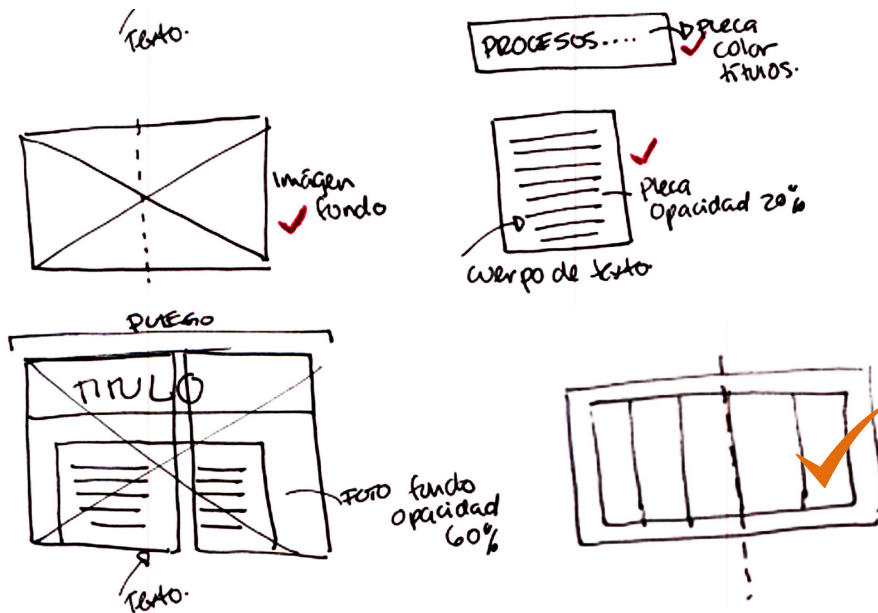 Texto.
PROCESOS....
pleca
color
títulos.
Imágen
fondo
pleca
opacidad 20%
cuerpo de texto.
PLIEGO
TITULO
FOTO fondo
opacidad
60%
Texto.